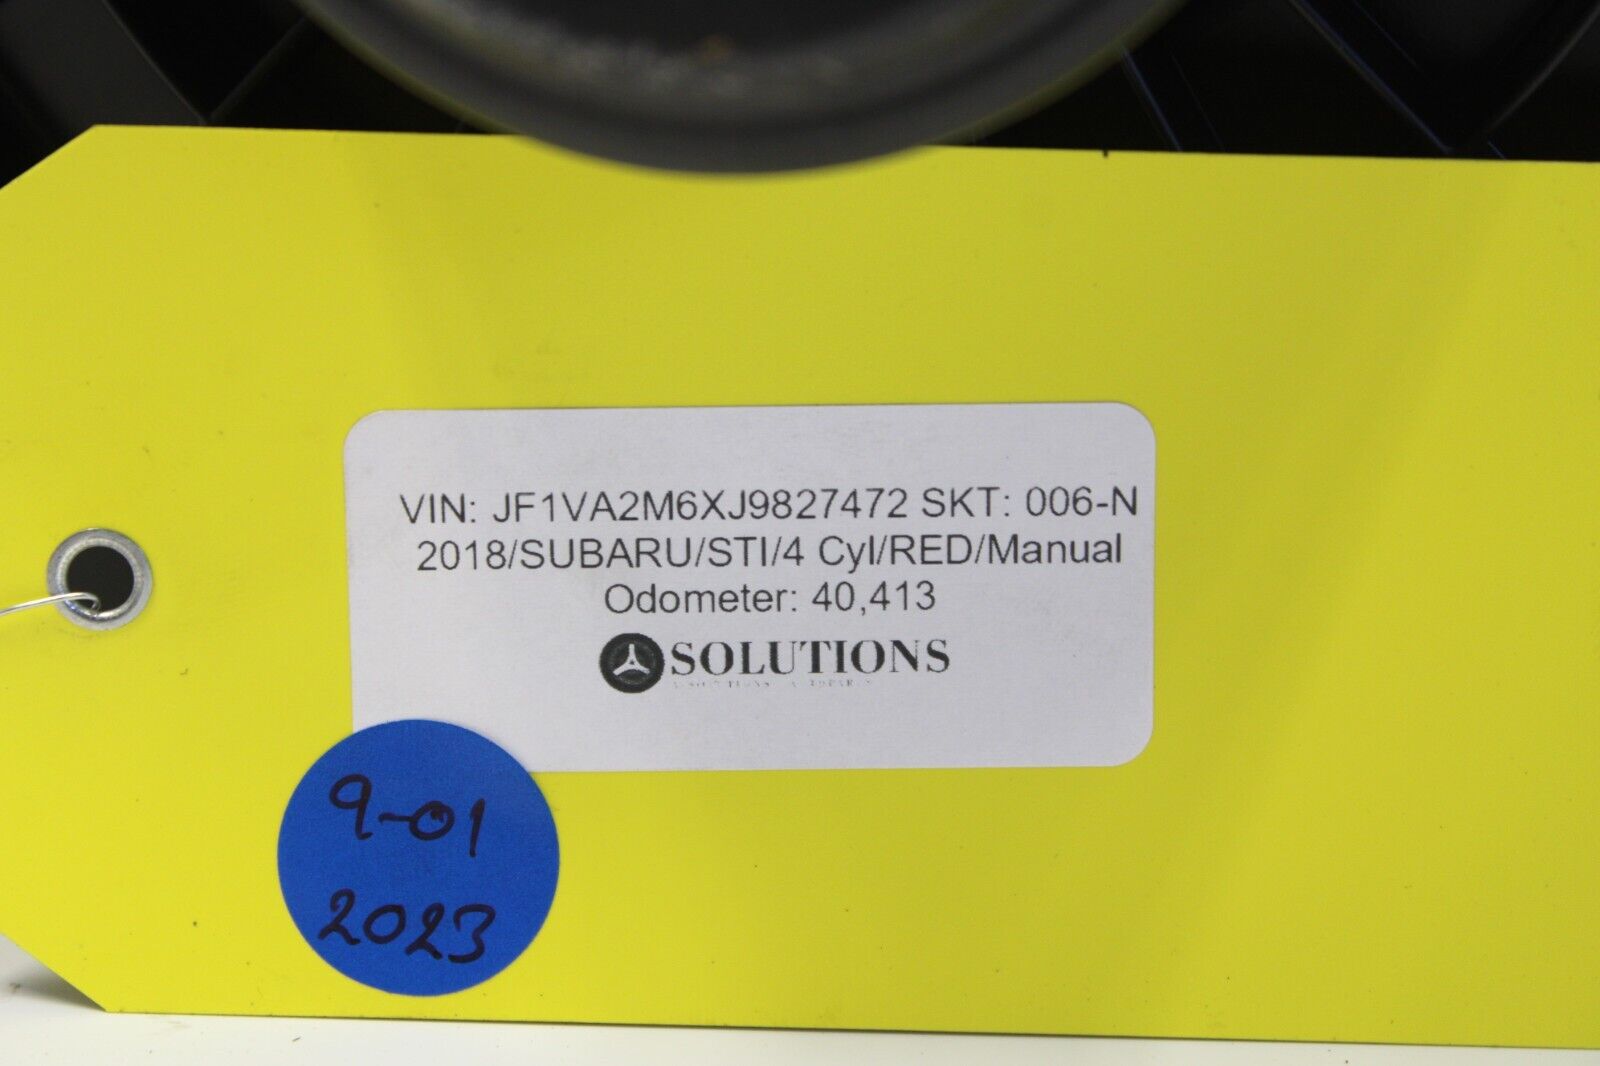 VIN: JF1VA2M6XJ9827472 SKT: 006-N
2018/SUBARU/STI/4 Cyl/RED/Manual
Odometer: 40,413
SOLUTIONS
9-01
2023